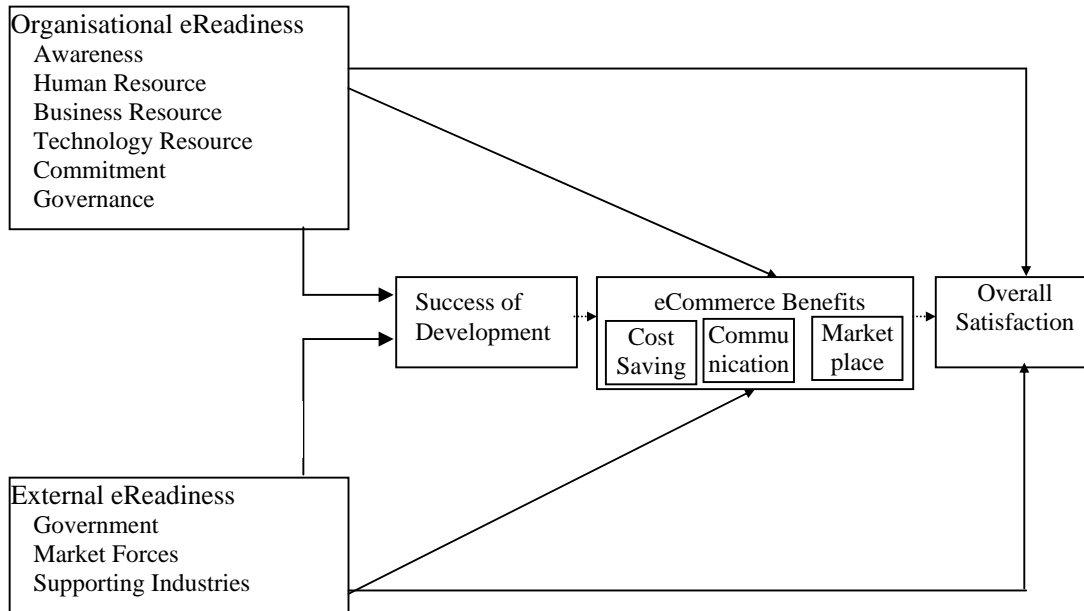 Organisational eReadiness
Awareness
Human Resource
Business Resource
Technology Resource
Commitment
Governance
Success of
Development
eCommerce Benefits
Cost
Saving
Commu
nication
Market
place
Overall
Satisfaction
External eReadiness
Government
Market Forces
Supporting Industries